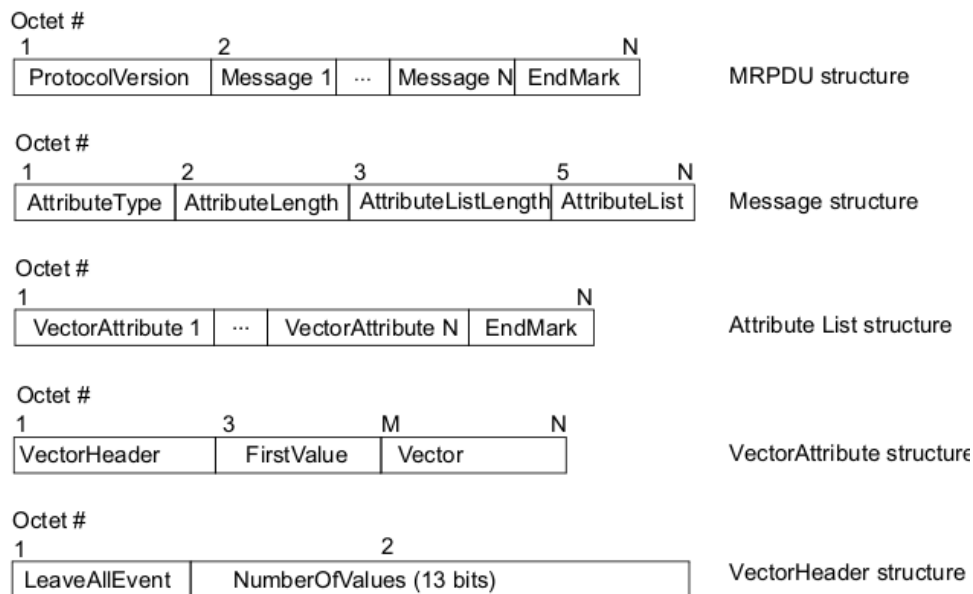 Octet #
1 2 N
ProtocolVersion Message 1 ... Message N EndMark MRPDU structure
Octet #
1 2 3 5 N
AttributeType AttributeLength AttributeListLength AttributeList Message structure
Octet #
1 N
VectorAttribute 1 ... VectorAttribute N EndMark Attribute List structure
Octet #
1 3 M N
VectorHeader FirstValue Vector VectorAttribute structure
Octet #
1 2
LeaveAllEvent NumberOfValues (13 bits) VectorHeader structure